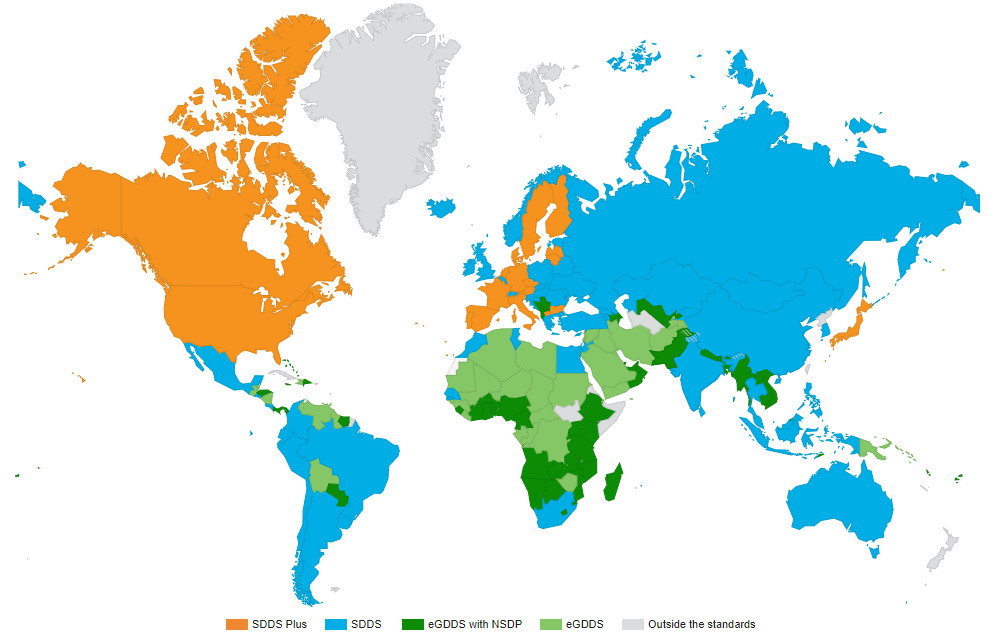 SDDS Plus SDDS eGDDS with NSDP eGDDS Outside the standards